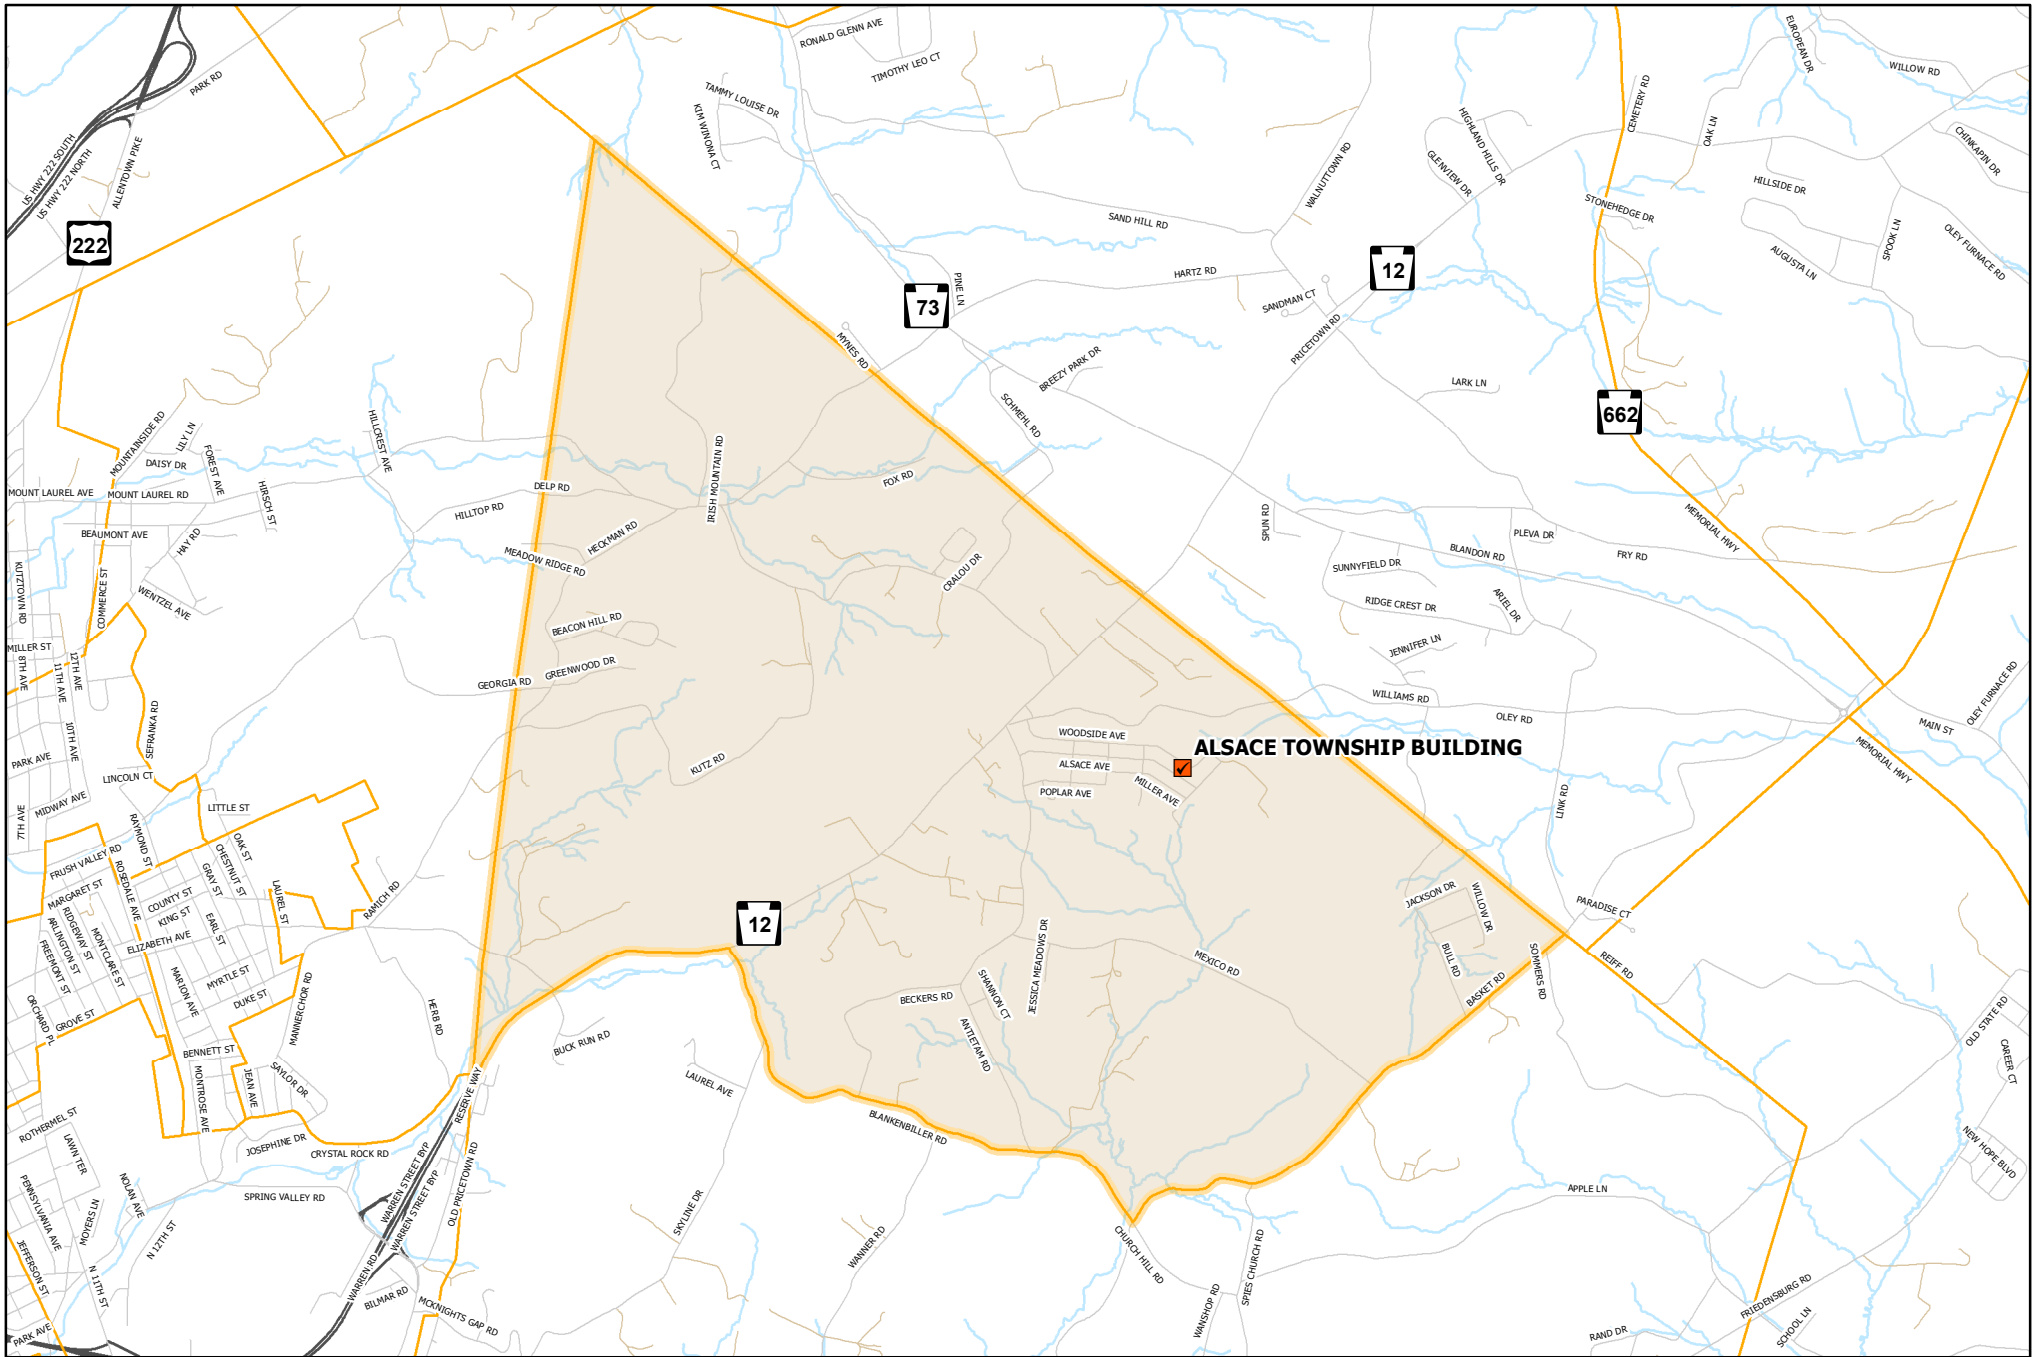 RONALD GLENN AVE
EUROPEAN DR
TIMOTHY LEO CT
WILLOW RD
PARK RD
TAMMY LOUISE DR
CEMETERY RD
KIM WINONA CT
HIGHLAND HILLS DR
OAK LN
CHINKAPIN DR
US HWY 222 SOUTH
US HWY 222 NORTH
ALLENTOWN PIKE
WALNUTTOWN RD
GLENVIEW DR
HILLSIDE DR
STONEHEDGE DR
SAND HILL RD
SPOOK LN
OLEY FURNACE RD
222
AUGUSTA LN
12
HARTZ RD
PINE LN
73
SANDMAN CT
PRICETOWN RD
MYNES RD
BREEZY PARK DR
LARK LN
SCHMEHL RD
662
MOUNTAINSIDE RD
LILY LN
HILLCREST AVE
FOREST AVE
DAISY DR
IRISH MOUNTAIN RD
FOX RD
MOUNT LAUREL AVE
MOUNT LAUREL RD
HIRSCH ST
DELP RD
HILLTOP RD
SPUN RD
MEMORIAL HWY
BEAUMONT AVE
HAY RD
HECKMAN RD
PLEVA DR
BLANDON RD
FRY RD
MEADOW RIDGE RD
SUNNYFIELD DR
CRALOU DR
KUTZTOWN RD
COMMERCE ST
WENTZEL AVE
RIDGE CREST DR
ARIEL DR
BEACON HILL RD
JENNIFER LN
MILLER ST
8TH AVE
11TH AVE
12TH AVE
GREENWOOD DR
GEORGIA RD
WILLIAMS RD
OLEY RD
OLEY FURNACE RD
MAIN ST
SEFRANKA RD
10TH AVE
WOODSIDE AVE
ALSACE TOWNSHIP BUILDING
MEMORIAL HWY
PARK AVE
KUTZ RD
ALSACE AVE
LINCOLN CT
POPLAR AVE
MILLER AVE
LINK RD
MIDWAY AVE
LITTLE ST
7TH AVE
RAYMOND ST
OAK ST
CHESTNUT ST
FRUSH VALLEY RD
GRAY ST
MARGARET ST
ROSEDALE AVE
COUNTY ST
LAUREL ST
RAMICH RD
JACKSON DR
WILLOW DR
PARADISE CT
KING ST
RIDGEWAY ST
ARLINGTON ST
12
EARL ST
ELIZABETH AVE
MONTCLARE ST
FREEMONT ST
JESSICA MEADOWS DR
MEXICO RD
BULL RD
SOMMERS RD
REIFF RD
MYRTLE ST
MARION AVE
BASKET RD
DUKE ST
BECKERS RD
SHANNON CT
MANNERCHOR RD
HERB RD
ORCHARD PL
GROVE ST
OLD STATE RD
BUCK RUN RD
ANTIETAM RD
BENNETT ST
CAREER CT
SAYLOR DR
JEAN AVE
MONTROSE AVE
RESERVE WAY
LAUREL AVE
ROTHERMEL ST
BLANKENBILLER RD
JOSEPHINE DR
CRYSTAL ROCK RD
NEW HOPE BLVD
LAWN TER
WARREN STREET BYP
WARREN STREET BYP
OLD PRICETOWN RD
SPRING VALLEY RD
NOLAN AVE
PENNSYLVANIA AVE
APPLE LN
MOYERS LN
SKYLINE DR
N 12TH ST
WANNER RD
CHURCH HILL RD
SPIES CHURCH RD
JEFFERSON ST
N 11TH ST
WARREN RD
BILMAR RD
MCKNIGHTS GAP RD
WANSHOP RD
FRIEDENSBURG RD
SCHOOL LN
RAND DR
PARK AVE